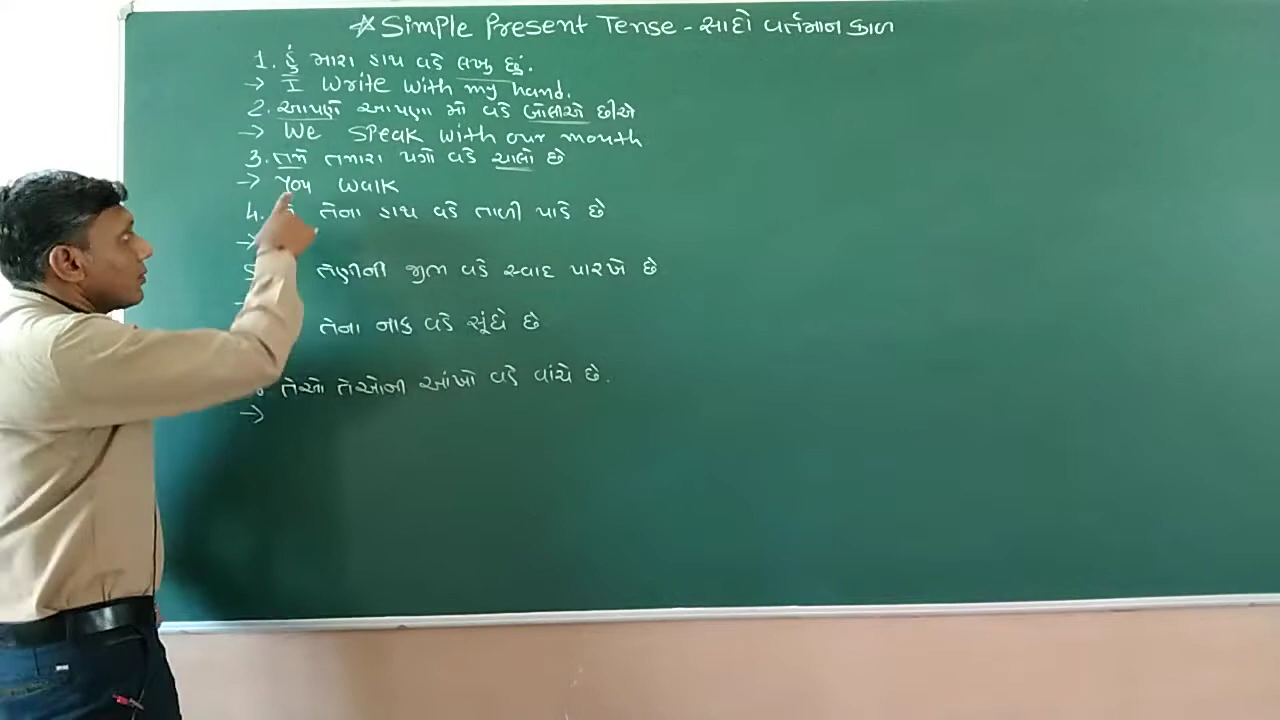 ☆ Simple Present Tense - સાદો વર્તમાન કાળ
1. હું મારા હાથ વડે લખુ છું.
→ I write with my hand.
2. આપણે આપણા મોં વડે બોલીએ છીએ
→ We speak with our mouth
3. તમે તમારા પગો વડે ચાલો છો
→ You walk
4. તેના હાથ વડે તાળી પાડે છે
→
તેણીની જીભ વડે સ્વાદ પારખે છે
તેના નાક વડે સૂંઘે છે
તેઓ તેઓની આંખો વડે વાંચે છે.
→